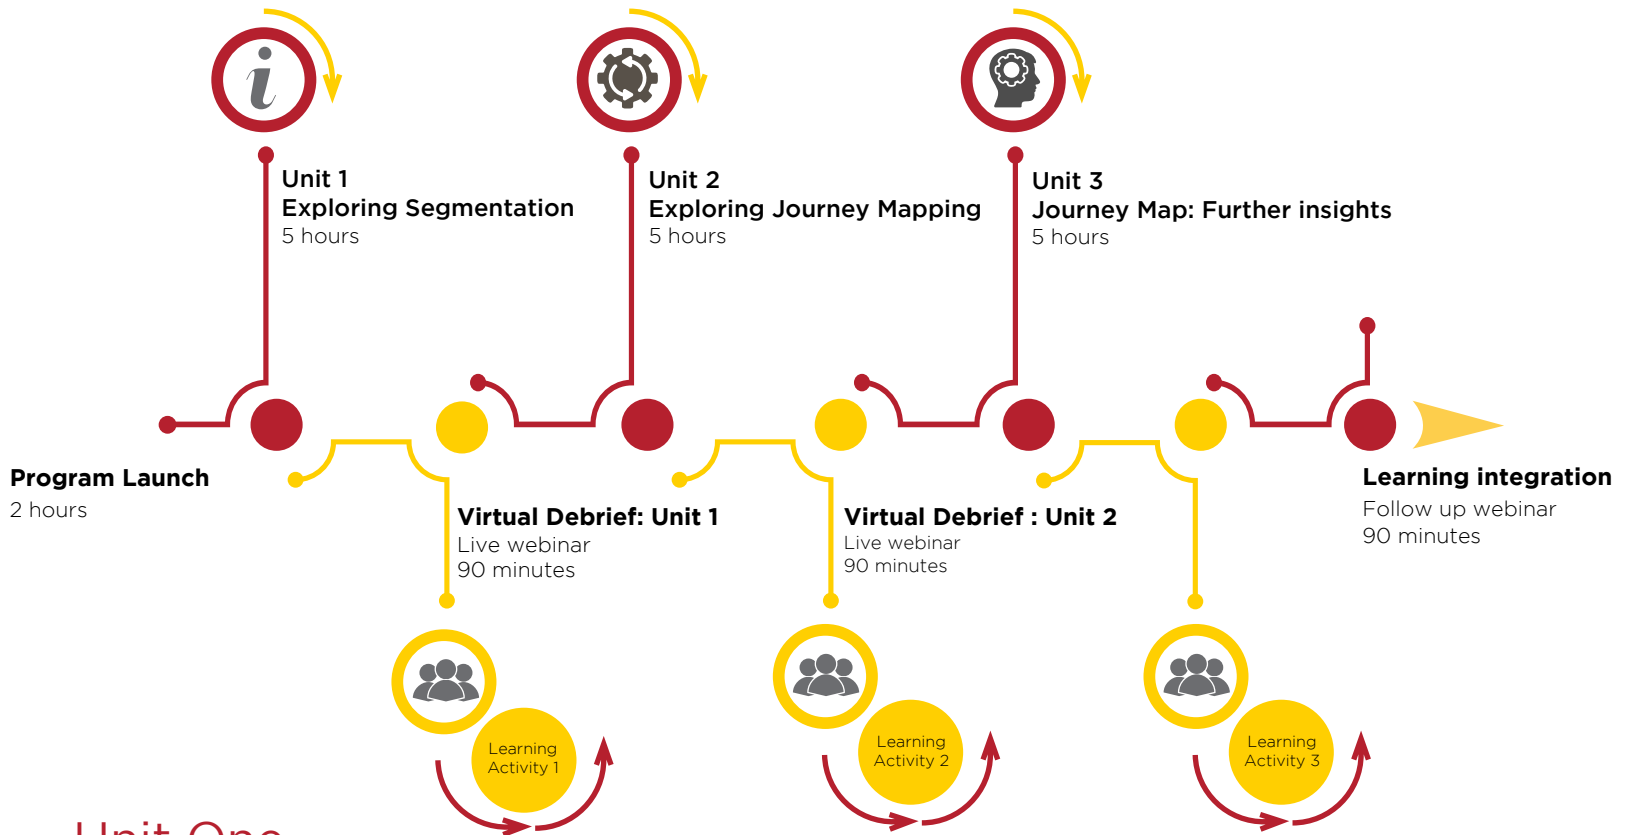 Unit 1
Exploring Segmentation
5 hours
Unit 2
Exploring Journey Mapping
5 hours
Unit 3
Journey Map: Further insights
5 hours
Program Launch
2 hours
Virtual Debrief: Unit 1
Live webinar
90 minutes
Virtual Debrief : Unit 2
Live webinar
90 minutes
Learning integration
Follow up webinar
90 minutes
Learning
Activity 1
Learning
Activity 2
Learning
Activity 3
Unit One